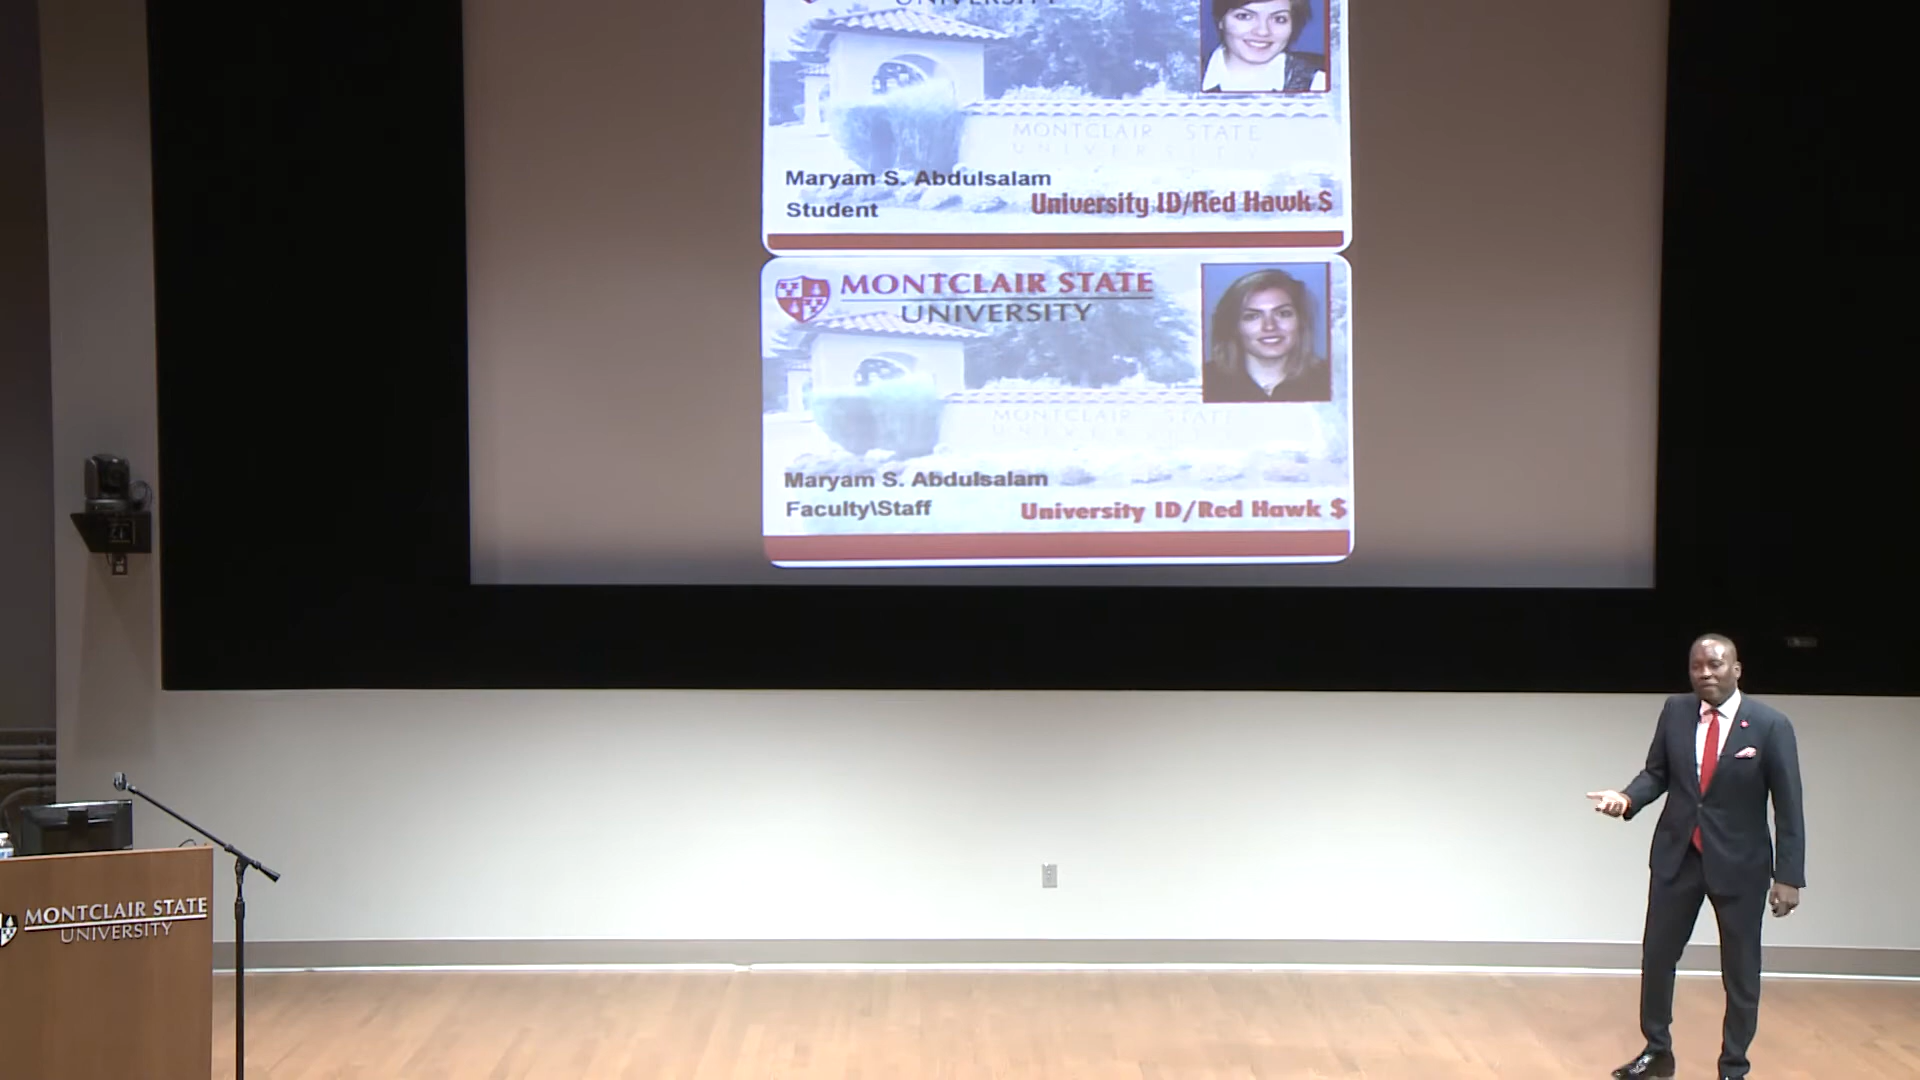 UNIVERSITY
MONTCLAIR STATE
UNIVERSITY
Maryam S. Abdulsalam
Student
University ID/Red Hawk $
MONTCLAIR STATE
UNIVERSITY
MONTCLAIR STATE
UNIVERSITY
Maryam S. Abdulsalam
Faculty\Staff
University ID/Red Hawk $
MONTCLAIR STATE
UNIVERSITY